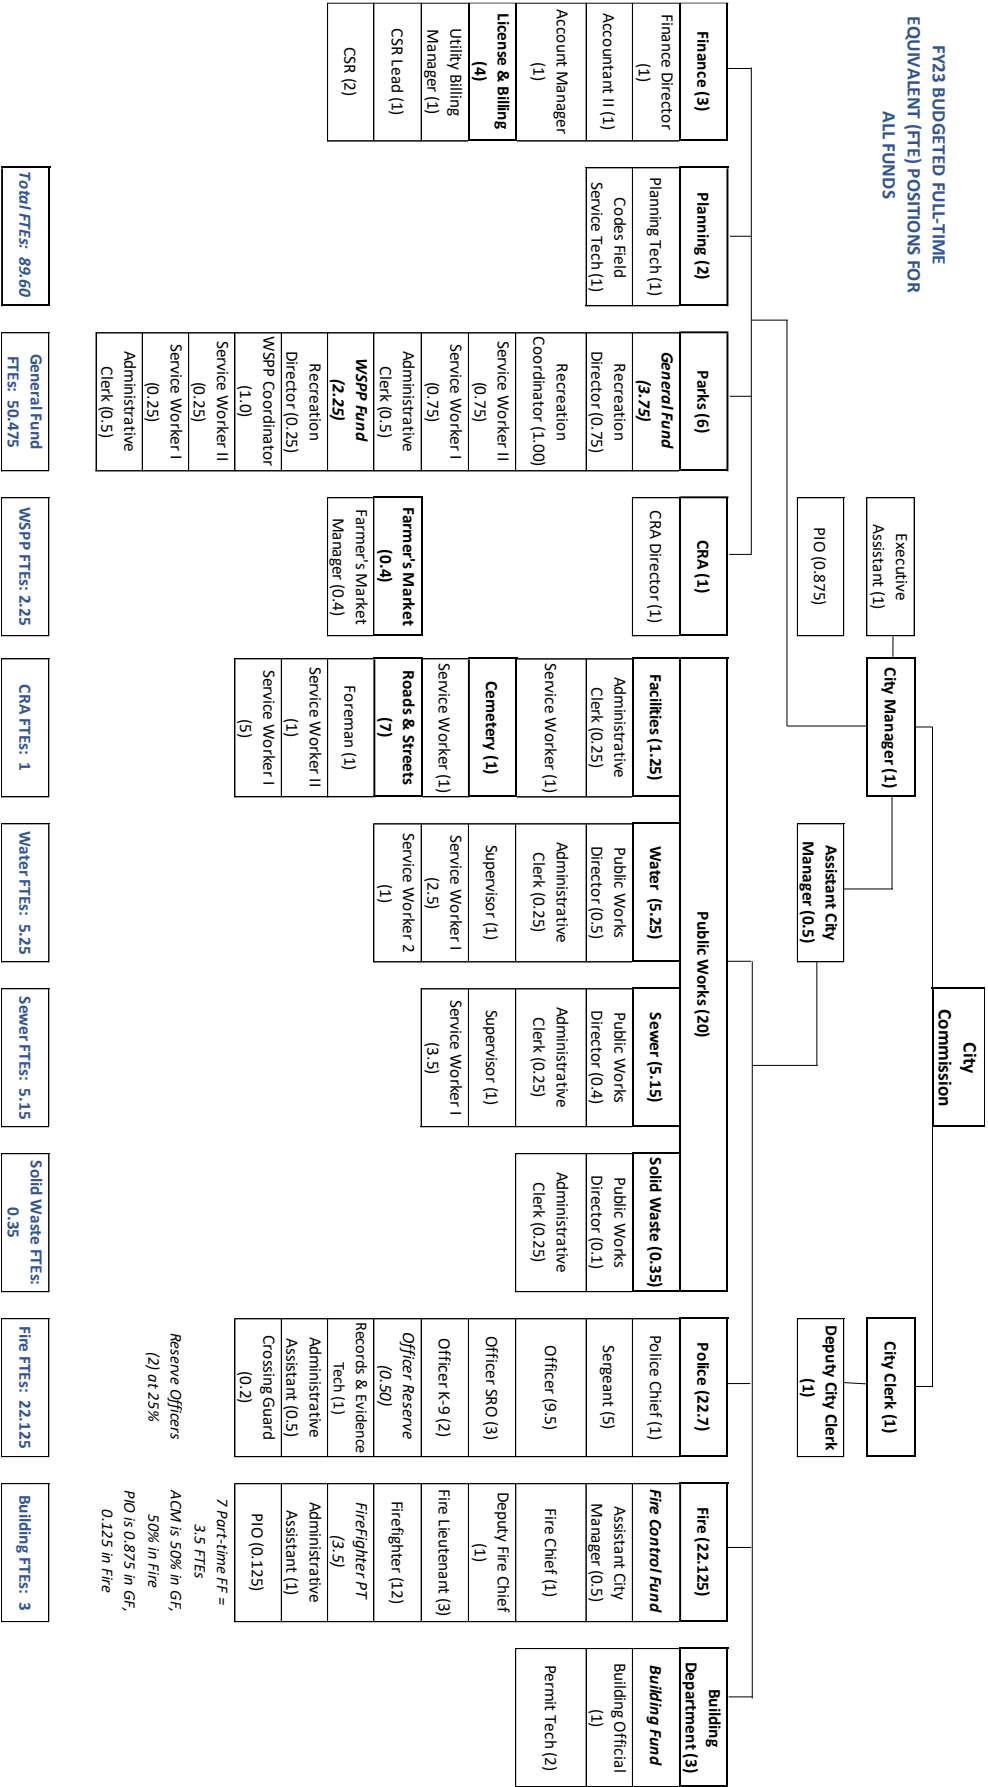 FY23 BUDGETED FULL-TIME
EQUIVALENT (FTE) POSITIONS FOR
ALL FUNDS
City
Commission
Executive
Assistant (1)
City Manager (1)
City Clerk (1)
PIO (0.875)
Assistant City
Manager (0.5)
Deputy City Clerk
(1)
Finance (3)
Finance Director
(1)
Accountant II (1)
Account Manager
(1)
License & Billing
(4)
Utility Billing
Manager (1)
CSR Lead (1)
CSR (2)
Planning (2)
Planning Tech (1)
Codes Field
Service Tech (1)
Parks (6)
General Fund
(3.75)
Recreation
Director (0.75)
Recreation
Coordinator (1.00)
Service Worker II
(0.75)
Service Worker I
(0.75)
Administrative
Clerk (0.5)
WSPP Fund
(2.25)
Recreation
Director (0.25)
WSPP Coordinator
(1.0)
Service Worker II
(0.25)
Service Worker I
(0.25)
Administrative
Clerk (0.5)
CRA (1)
CRA Director (1)
Farmer's Market
(0.4)
Farmer's Market
Manager (0.4)
Public Works (20)
Facilities (1.25)
Administrative
Clerk (0.25)
Service Worker (1)
Cemetery (1)
Service Worker (1)
Roads & Streets
(7)
Foreman (1)
Service Worker II
(1)
Service Worker I
(5)
Water (5.25)
Public Works
Director (0.5)
Administrative
Clerk (0.25)
Supervisor (1)
Service Worker I
(2.5)
Service Worker 2
(1)
Sewer (5.15)
Public Works
Director (0.4)
Administrative
Clerk (0.25)
Supervisor (1)
Service Worker I
(3.5)
Solid Waste (0.35)
Public Works
Director (0.1)
Administrative
Clerk (0.25)
Police (22.7)
Police Chief (1)
Sergeant (5)
Officer (9.5)
Officer SRO (3)
Officer K-9 (2)
Officer Reserve
(0.50)
Records & Evidence
Tech (1)
Administrative
Assistant (0.5)
Crossing Guard
(0.2)
Reserve Officers
(2) at 25%
Fire (22.125)
Fire Control Fund
Assistant City
Manager (0.5)
Fire Chief (1)
Deputy Fire Chief
(1)
Fire Lieutenant (3)
Firefighter (12)
FireFighter PT
(3.5)
Administrative
Assistant (1)
PIO (0.125)
7 Part-time FF =
3.5 FTEs
ACM is 50% in GF,
50% in Fire
PIO is 0.875 in GF,
0.125 in Fire
Building
Department (3)
Building Fund
Building Official
(1)
Permit Tech (2)
Total FTEs: 89.60
General Fund
FTEs: 50.475
WSPP FTEs: 2.25
CRA FTEs: 1
Water FTEs: 5.25
Sewer FTEs: 5.15
Solid Waste FTEs:
0.35
Fire FTEs: 22.125
Building FTEs: 3